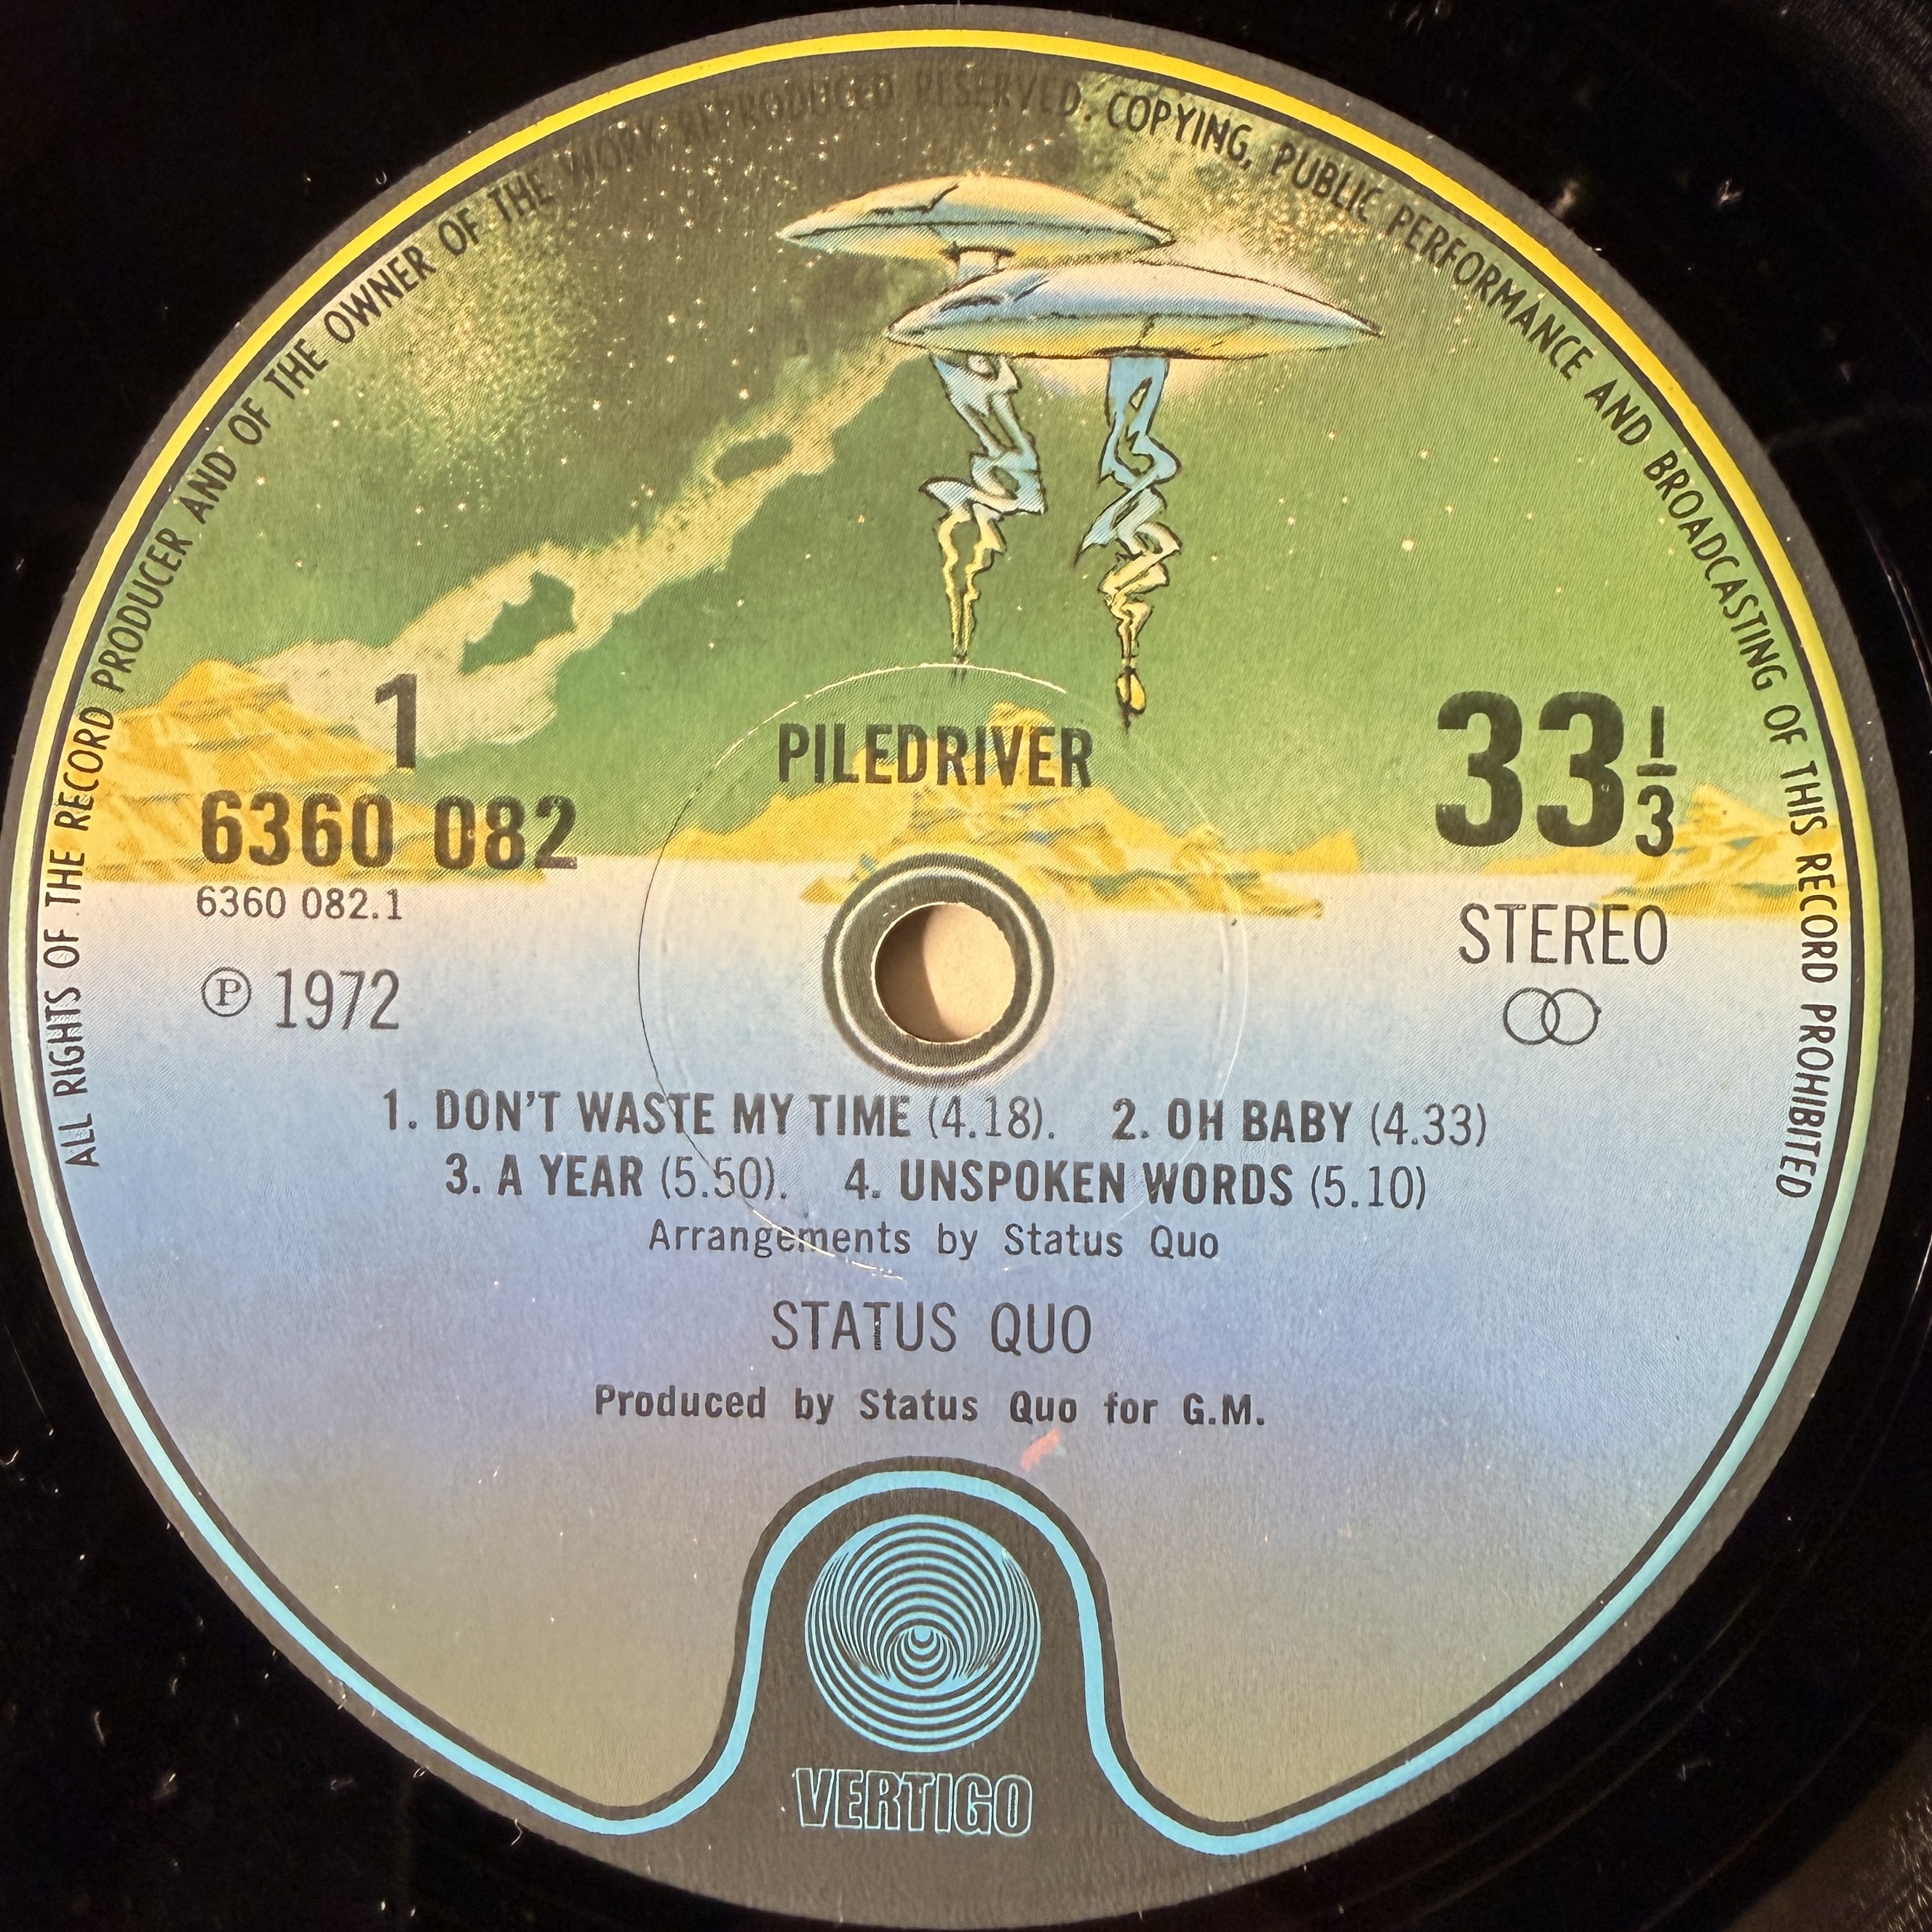 ALL RIGHTS OF THE RECORD PRODUCER AND OF THE OWNER OF THE WORK REPRODUCED RESERVED. COPYING, PUBLIC PERFORMANCE AND BROADCASTING OF THIS RECORD PROHIBITED
1
6360 082
6360 082.1
Ⓟ 1972
PILEDRIVER
33⅓
STEREO
1. DON'T WASTE MY TIME (4.18). 2. OH BABY (4.33)
3. A YEAR (5.50). 4. UNSPOKEN WORDS (5.10)
Arrangements by Status Quo
STATUS QUO
Produced by Status Quo for G.M.
VERTIGO